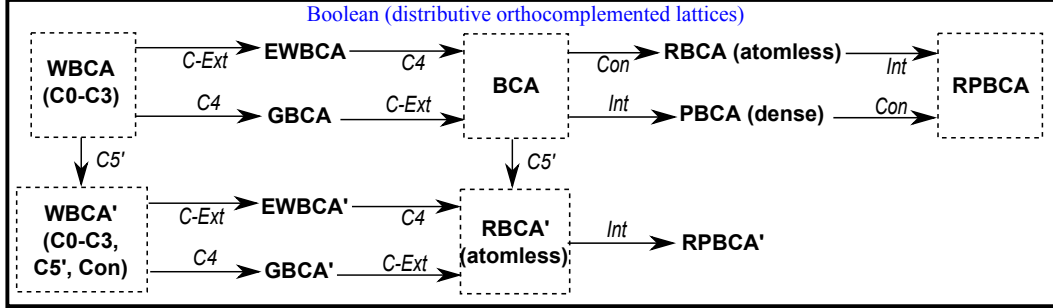 Boolean (distributive orthocomplemented lattices)
WBCA
(C0-C3)
C-Ext
EWBCA
C4
C4
GBCA
C-Ext
BCA
Con
RBCA (atomless)
Int
Int
PBCA (dense)
Con
RPBCA
C5'
C5'
WBCA'
(C0-C3,
C5', Con)
C-Ext
EWBCA'
C4
C4
GBCA'
C-Ext
RBCA'
(atomless)
Int
RPBCA'